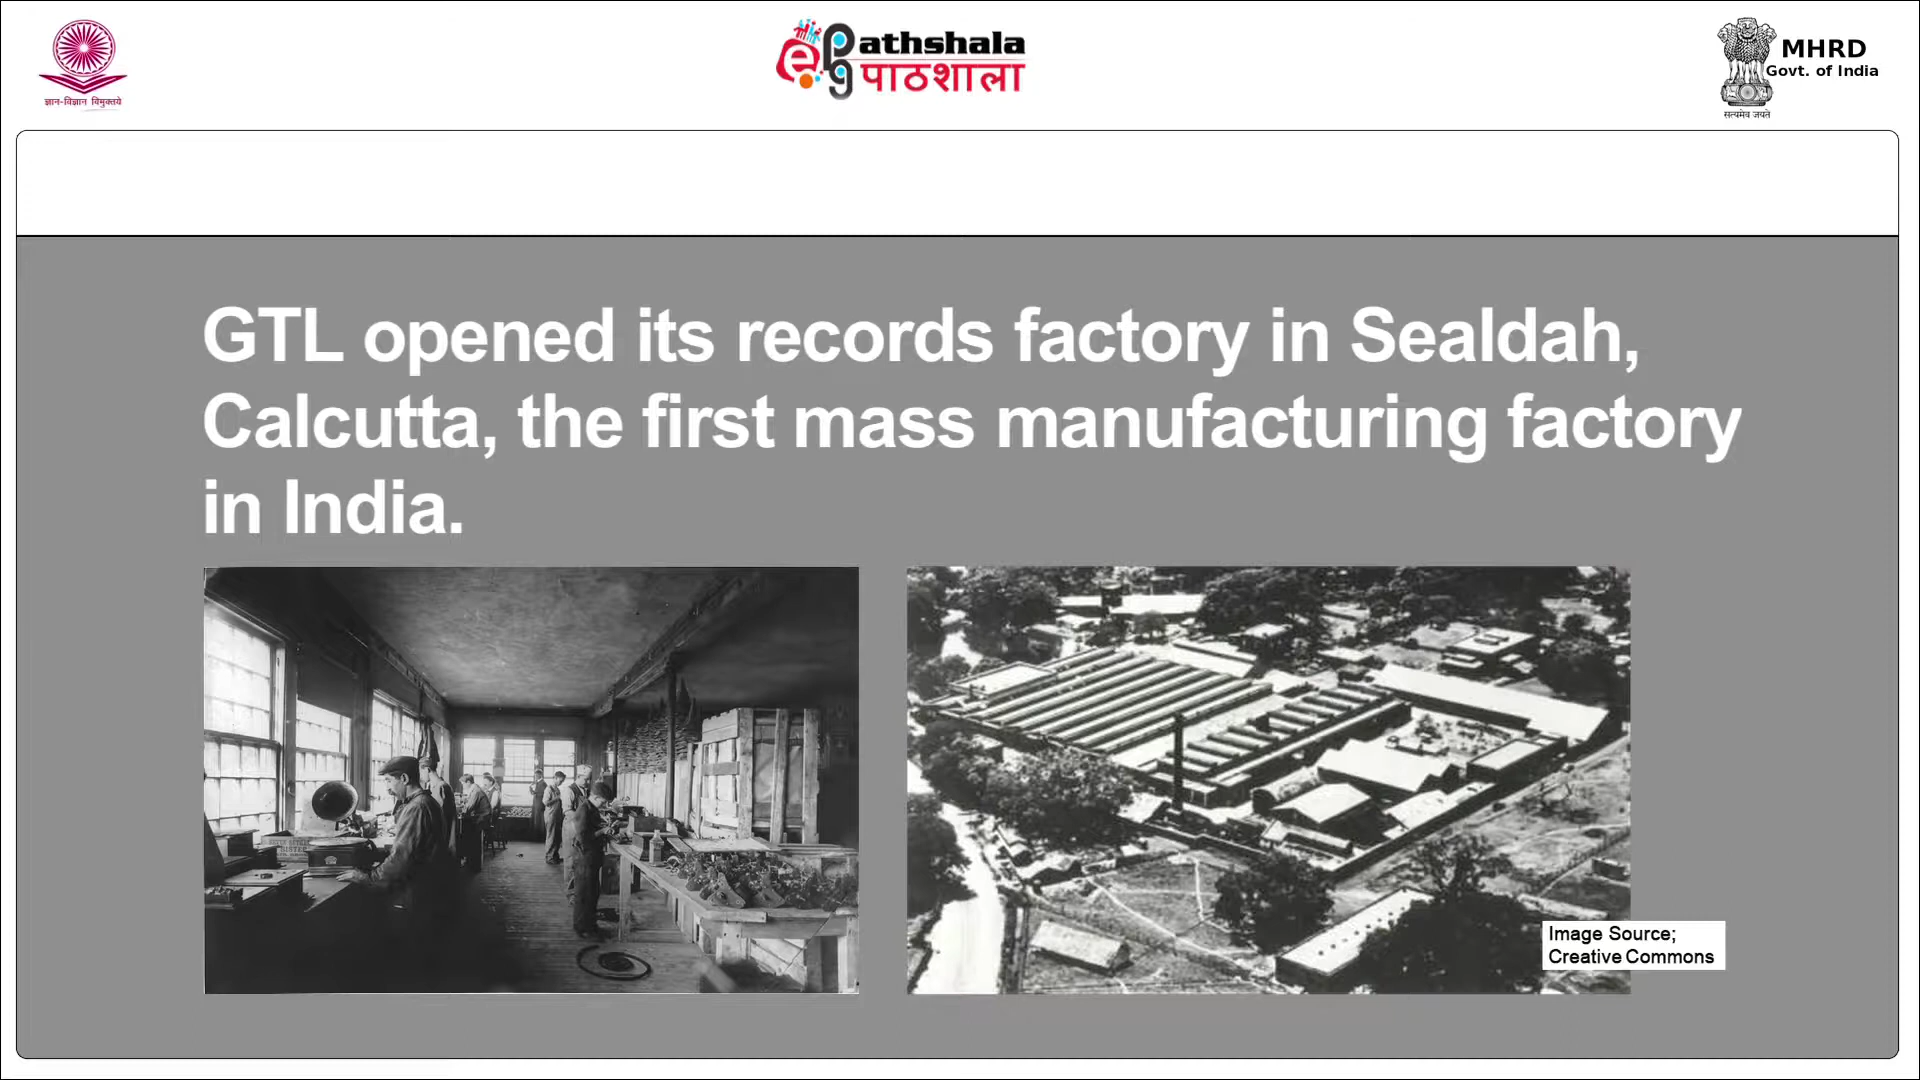 ज्ञान-विज्ञान विमुक्तये
ePG athshala
पाठशाला
MHRD
Govt. of India
सत्यमेव जयते
GTL opened its records factory in Sealdah,
Calcutta, the first mass manufacturing factory
in India.
Image Source;
Creative Commons